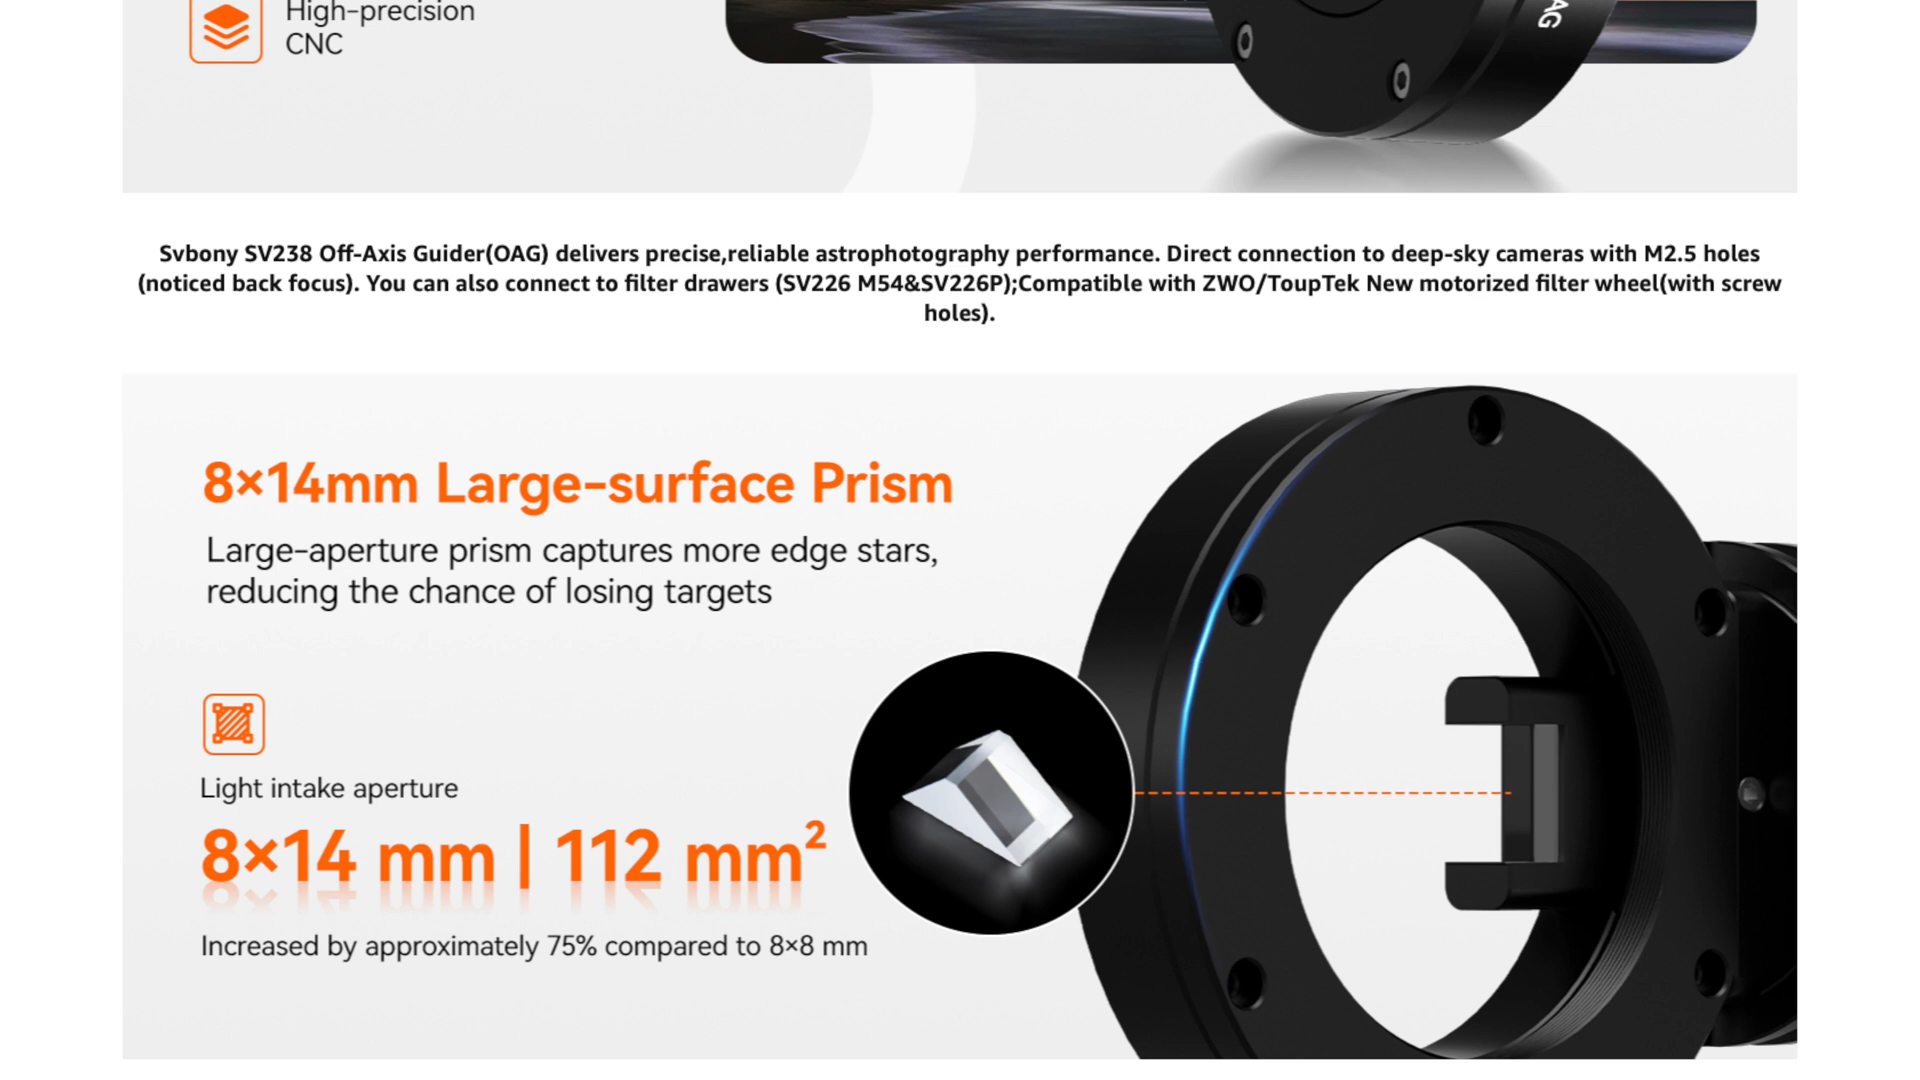 High-precision
CNC
AG
Svbony SV238 Off-Axis Guider(OAG) delivers precise,reliable astrophotography performance. Direct connection to deep-sky cameras with M2.5 holes
(noticed back focus). You can also connect to filter drawers (SV226 M54&SV226P);Compatible with ZWO/ToupTek New motorized filter wheel(with screw
holes).
8×14mm Large-surface Prism
Large-aperture prism captures more edge stars,
reducing the chance of losing targets
Light intake aperture
8×14 mm | 112 mm²
Increased by approximately 75% compared to 8×8 mm